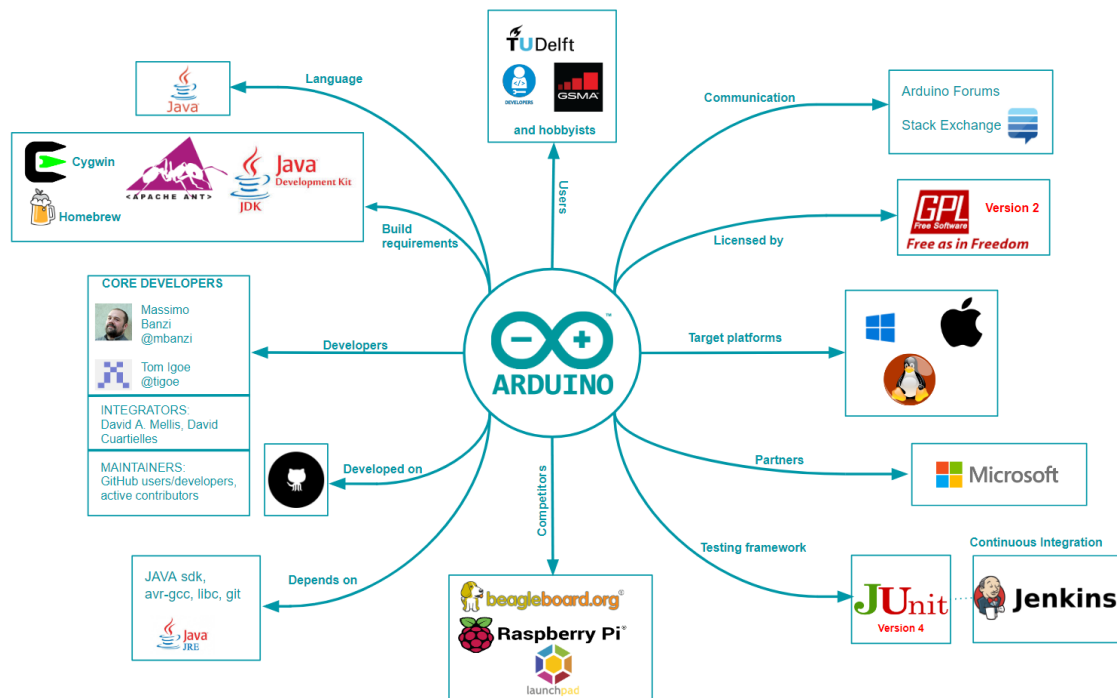 TUDelft
DEVELOPERS
GSMA
and hobbyists
Users
Language
Java
Communication
Arduino Forums
Stack Exchange
Cygwin
<APACHE ANT>
Java
Development Kit
JDK
Homebrew
Build
requirements
Licensed by
GPL
Free Software
Version 2
Free as in Freedom
CORE DEVELOPERS
Massimo
Banzi
@mbanzi
Tom Igoe
@tigoe
INTEGRATORS:
David A. Mellis, David
Cuartielles
MAINTAINERS:
GitHub users/developers,
active contributors
Developers
ARDUINO
TM
Target platforms
Developed on
Partners
Microsoft
Depends on
JAVA sdk,
avr-gcc, libc, git
Java
JRE
Competitors
beagleboard.org®
Raspberry Pi®
launchpad
Testing framework
JUnit
Version 4
Continuous Integration
Jenkins